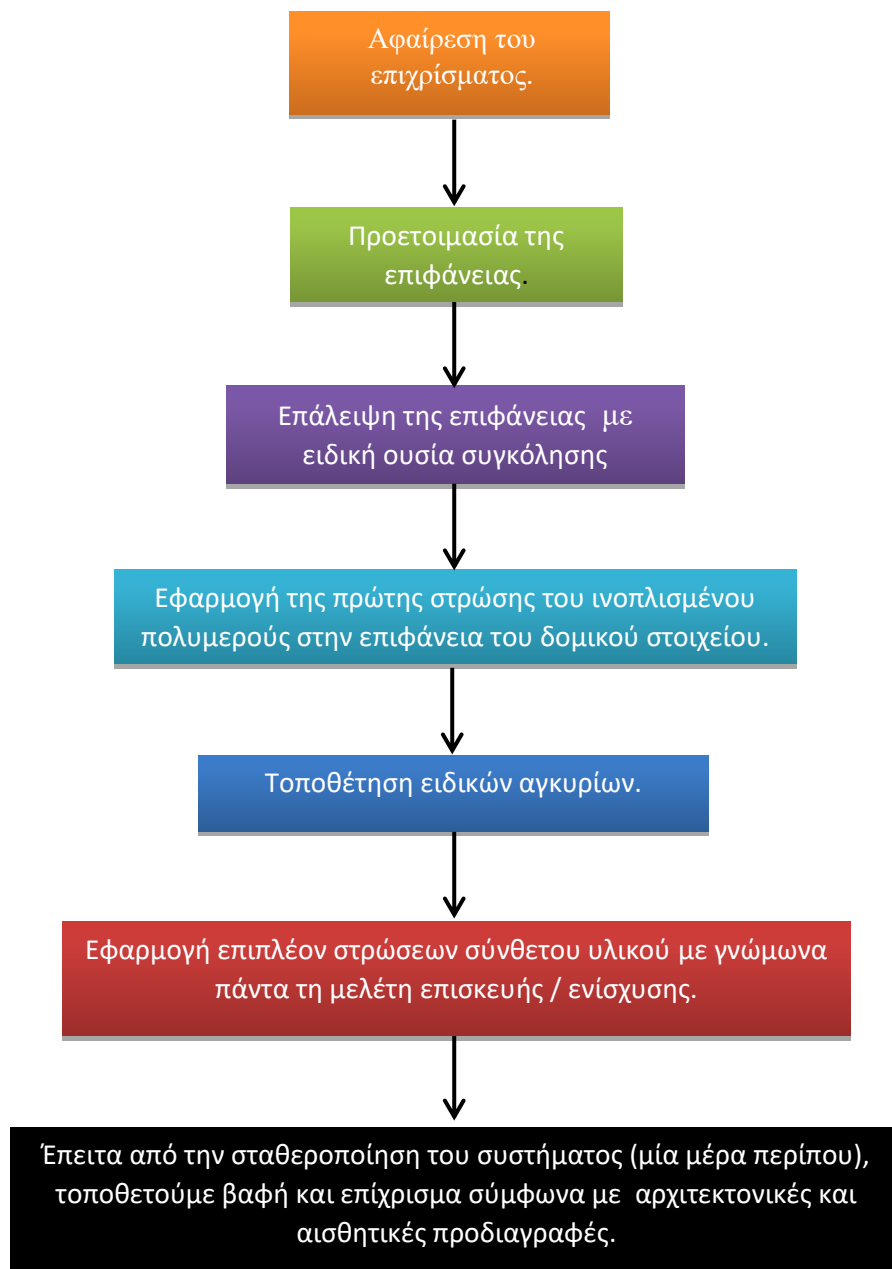 Αφαίρεση του
επιχρίσματος.
Προετοιμασία της
επιφάνειας.
Επάλειψη της επιφάνειας με
ειδική ουσία συγκόλησης
Εφαρμογή της πρώτης στρώσης του ινοπλισμένου
πολυμερούς στην επιφάνεια του δομικού στοιχείου.
Τοποθέτηση ειδικών αγκυρίων.
Εφαρμογή επιπλέον στρώσεων σύνθετου υλικού με γνώμωνα
πάντα τη μελέτη επισκευής / ενίσχυσης.
Έπειτα από την σταθεροποίηση του συστήματος (μία μέρα περίπου),
τοποθετούμε βαφή και επίχρισμα σύμφωνα με αρχιτεκτονικές και
αισθητικές προδιαγραφές.